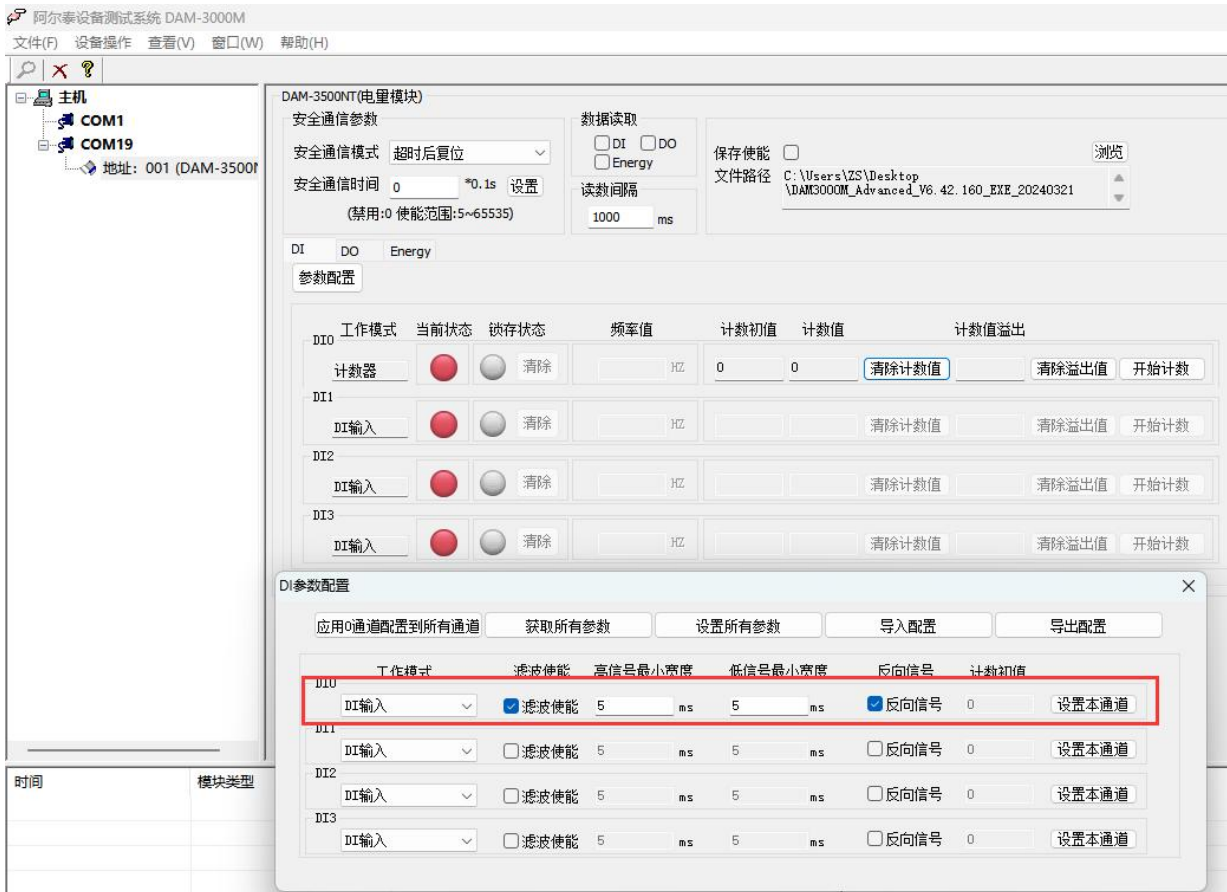 阿尔泰设备测试系统 DAM-3000M
文件(F) 设备操作 查看(V) 窗口(W) 帮助(H)
主机
COM1
COM19
地址: 001 (DAM-3500N
DAM-3500NT(电量模块)
安全通信参数
安全通信模式 超时后复位
安全通信时间 0 *0.1s 设置
(禁用:0 使能范围:5~65535)
数据读取
DI DO
Energy
读数间隔
1000 ms
保存使能 浏览
文件路径 C:\Users\ZS\Desktop
\DAM3000M_Advanced_V6.42.160_EXE_20240321
DI DO Energy
参数配置
工作模式 当前状态 锁存状态 频率值 计数初值 计数值 计数值溢出
DI0
计数器 清除 HZ 0 0 清除计数值 清除溢出值 开始计数
DI1
DI输入 清除 HZ 清除计数值 清除溢出值 开始计数
DI2
DI输入 清除 HZ 清除计数值 清除溢出值 开始计数
DI3
DI输入 清除 HZ 清除计数值 清除溢出值 开始计数
DI参数配置
应用0通道配置到所有通道 获取所有参数 设置所有参数 导入配置 导出配置
工作模式 滤波使能 高信号最小宽度 低信号最小宽度 反向信号 计数初值
DI0
DI输入 滤波使能 5 ms 5 ms 反向信号 0 设置本通道
DI1
DI输入 滤波使能 5 ms 5 ms 反向信号 0 设置本通道
DI2
DI输入 滤波使能 5 ms 5 ms 反向信号 0 设置本通道
DI3
DI输入 滤波使能 5 ms 5 ms 反向信号 0 设置本通道
时间 模块类型